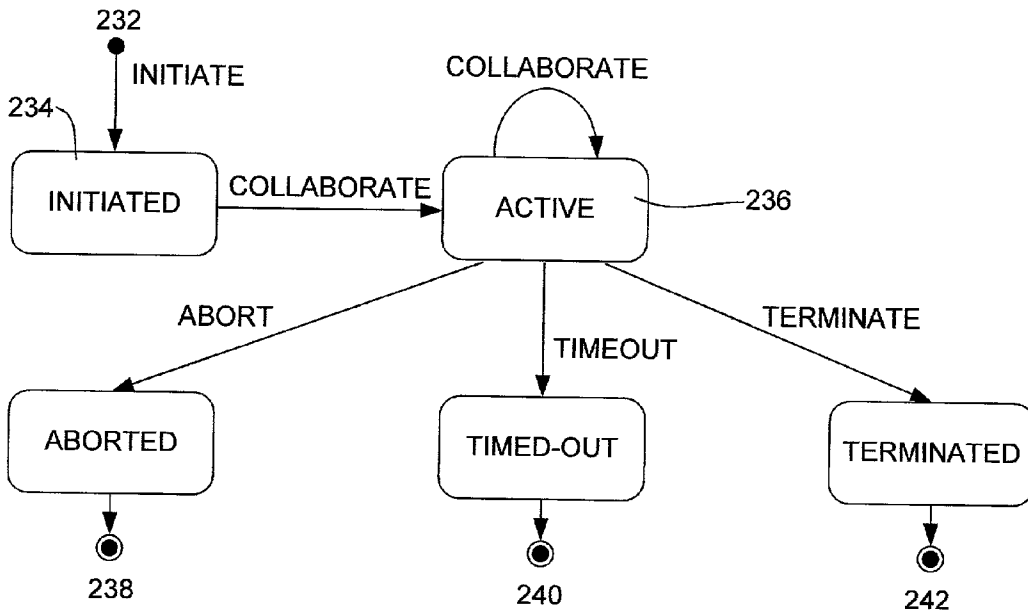 232
INITIATE
COLLABORATE
234
INITIATED
COLLABORATE
ACTIVE
236
ABORT
TIMEOUT
TERMINATE
ABORTED
TIMED-OUT
TERMINATED
238
240
242